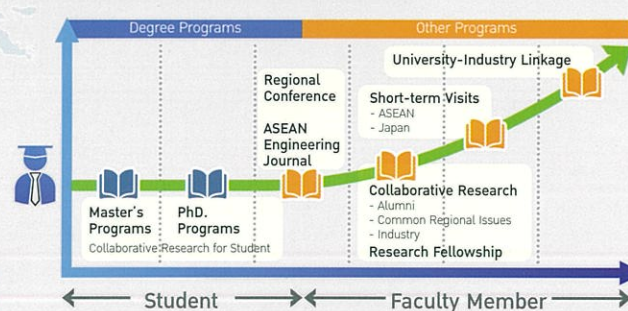 Degree Programs
Other Programs
University-Industry Linkage
Regional
Conference
Short-term Visits
- ASEAN
- Japan
ASEAN
Engineering
Journal
Master's
Programs
PhD.
Programs
Collaborative Research for Student
Collaborative Research
- Alumni
- Common Regional Issues
- Industry
Research Fellowship
Student
Faculty Member